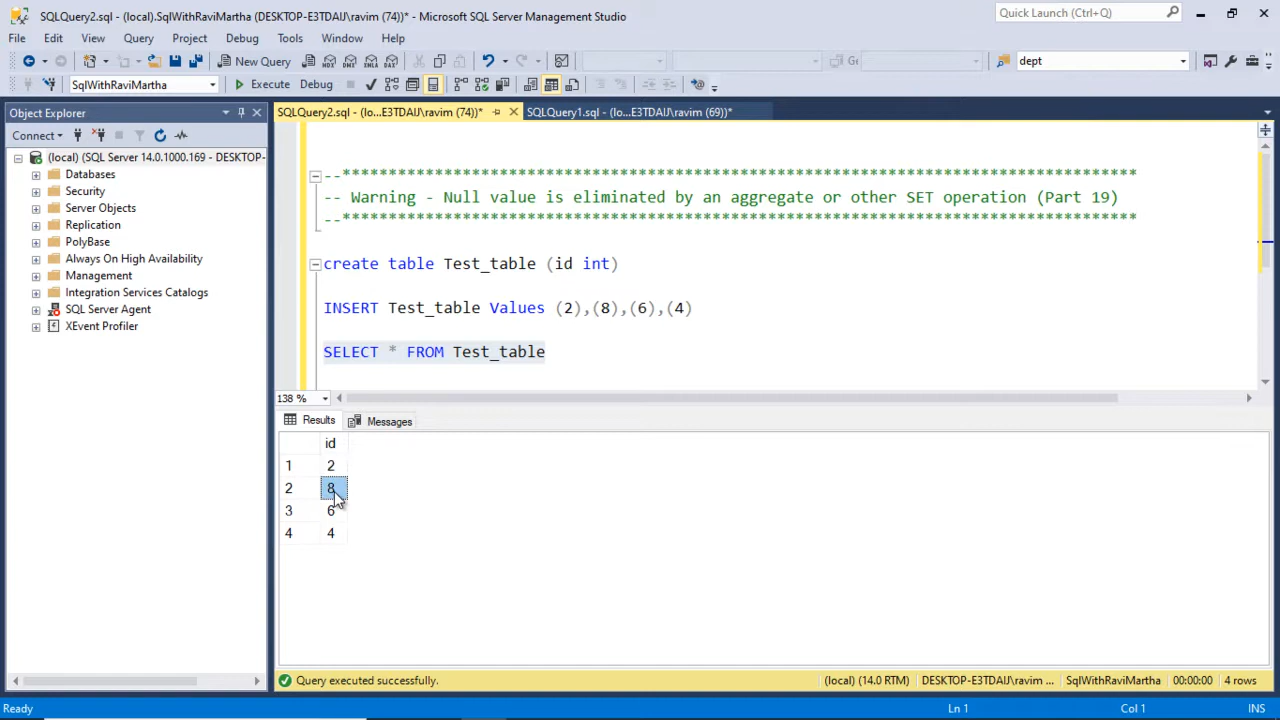 SQLQuery2.sql - (local).SqlWithRaviMartha (DESKTOP-E3TDAIJ\ravim (74))* - Microsoft SQL Server Management Studio
Quick Launch (Ctrl+Q)
File Edit View Query Project Debug Tools Window Help
New Query
MDX DMX XMLA DAX
dept
SqlWithRaviMartha
Execute Debug
Object Explorer
SQLQuery2.sql - (lo...E3TDAIJ\ravim (74))*
SQLQuery1.sql - (lo...E3TDAIJ\ravim (69))*
Connect
(local) (SQL Server 14.0.1000.169 - DESKTOP-
Databases
Security
Server Objects
Replication
PolyBase
Always On High Availability
Management
Integration Services Catalogs
SQL Server Agent
XEvent Profiler
--**************************************************************************************
-- Warning - Null value is eliminated by an aggregate or other SET operation (Part 19)
--**************************************************************************************
create table Test_table (id int)
INSERT Test_table Values (2),(8),(6),(4)
SELECT * FROM Test_table
138 %
Results Messages
id
1 2
2 8
3 6
4 4
Query executed successfully.
(local) (14.0 RTM) DESKTOP-E3TDAIJ\ravim ... SqlWithRaviMartha 00:00:00 4 rows
Ready
Ln 1
Col 1
INS